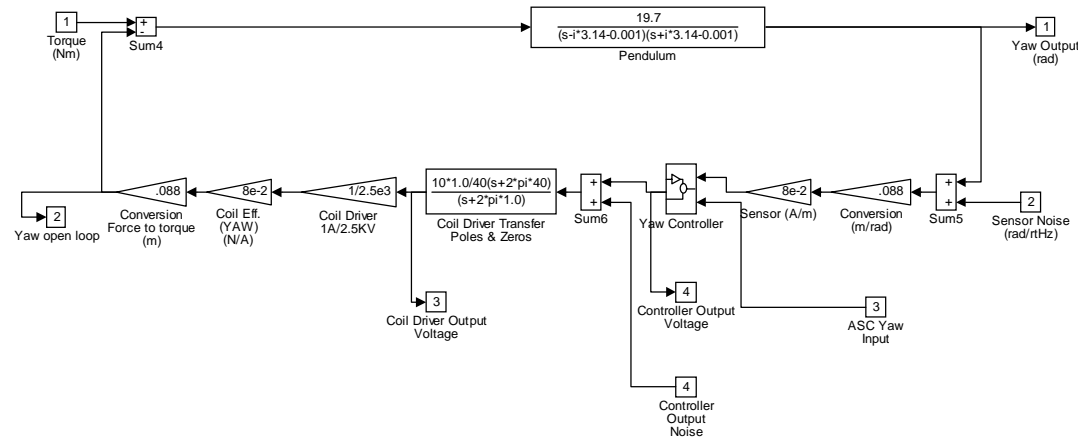 1
Torque
(Nm)
+
-
Sum4
19.7
(s-i*3.14-0.001)(s+i*3.14-0.001)
Pendulum
1
Yaw Output
(rad)
2
Yaw open loop
.088
Conversion
Force to torque
(m)
8e-2
Coil Eff.
(YAW)
(N/A)
1/2.5e3
Coil Driver
1A/2.5KV
10*1.0/40(s+2*pi*40)
(s+2*pi*1.0)
Coil Driver Transfer
Poles & Zeros
+
+
Sum6
Yaw Controller
8e-2
Sensor (A/m)
.088
Conversion
(m/rad)
+
+
Sum5
2
Sensor Noise
(rad/rtHz)
3
Coil Driver Output
Voltage
4
Controller Output
Voltage
3
ASC Yaw
Input
4
Controller
Output
Noise